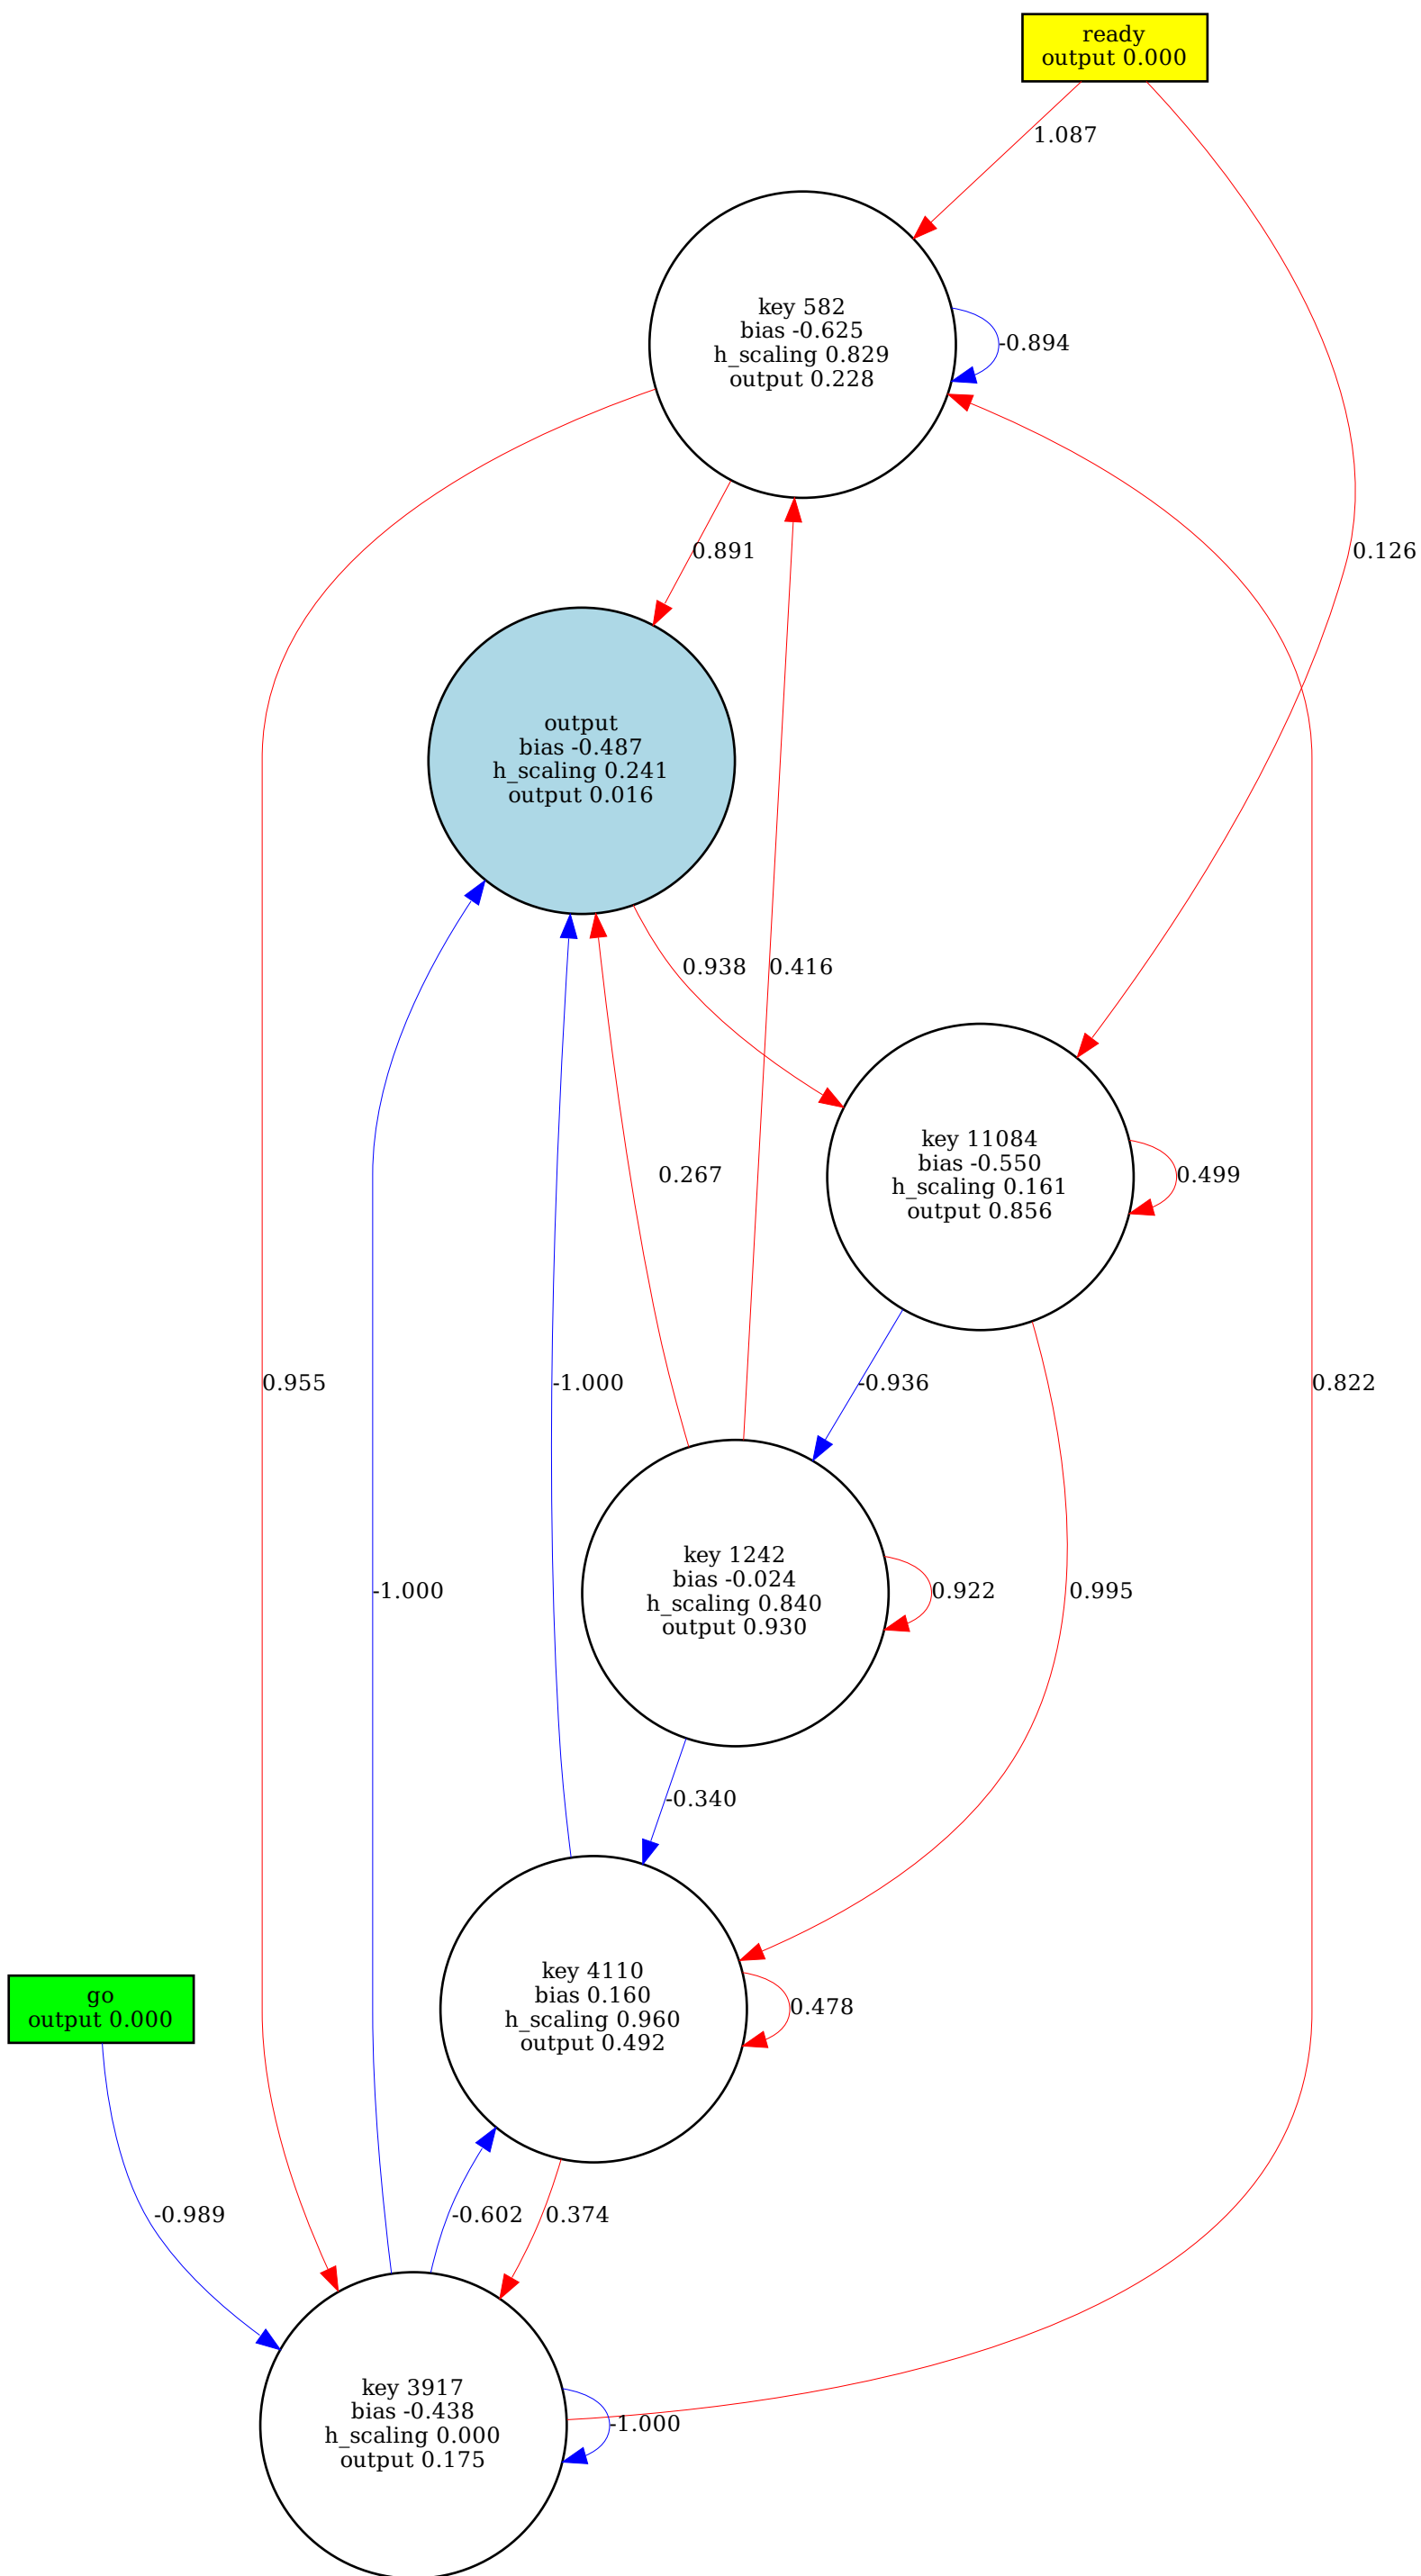 ready
output 0.000
1.087
key 582
bias -0.625
h_scaling 0.829
output 0.228
-0.894
0.891
0.126
output
bias -0.487
h_scaling 0.241
output 0.016
0.938
0.416
key 11084
bias -0.550
h_scaling 0.161
output 0.856
0.499
0.267
0.955
-1.000
-0.936
0.822
key 1242
bias -0.024
h_scaling 0.840
output 0.930
0.922
-1.000
0.995
-0.340
key 4110
bias 0.160
h_scaling 0.960
output 0.492
0.478
go
output 0.000
-0.989
-0.602
0.374
key 3917
bias -0.438
h_scaling 0.000
output 0.175
-1.000